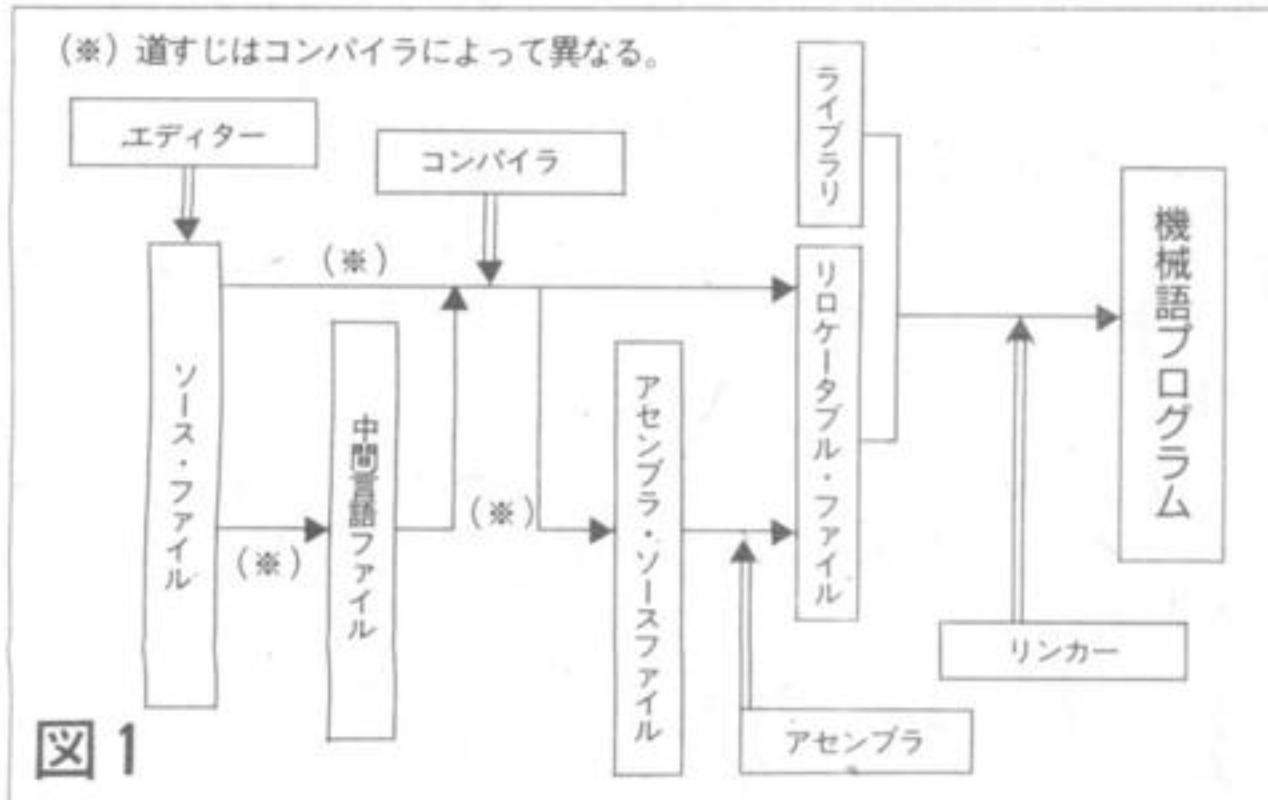 (※) 道すじはコンパイラによって異なる。
エディター
コンパイラ
ライブラリ
(※)
ソース・ファイル
中間言語ファイル
(※)
(※)
アセンブラ・ソースファイル
リロケータブル・ファイル
機械語プログラム
リンカー
アセンブラ
図1